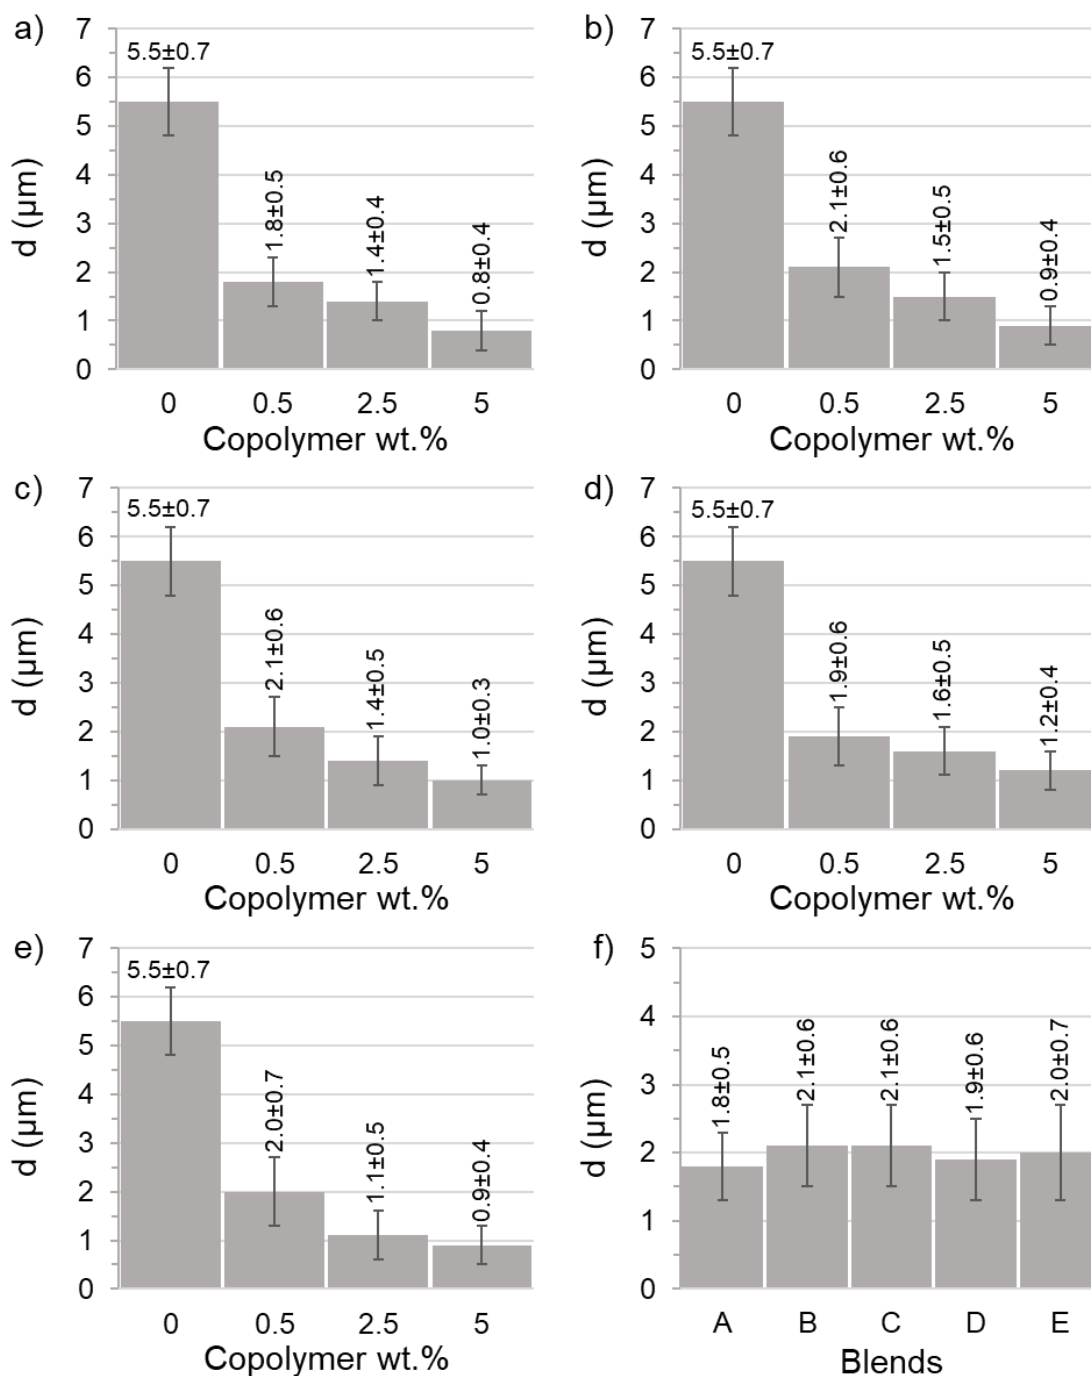 a)
7
6
5
4
3
2
1
0
d (µm)
5.5±0.7
1.8±0.5
1.4±0.4
0.8±0.4
0 0.5 2.5 5
Copolymer wt.%
b)
7
6
5
4
3
2
1
0
d (µm)
5.5±0.7
2.1±0.6
1.5±0.5
0.9±0.4
0 0.5 2.5 5
Copolymer wt.%
c)
7
6
5
4
3
2
1
0
d (µm)
5.5±0.7
2.1±0.6
1.4±0.5
1.0±0.3
0 0.5 2.5 5
Copolymer wt.%
d)
7
6
5
4
3
2
1
0
d (µm)
5.5±0.7
1.9±0.6
1.6±0.5
1.2±0.4
0 0.5 2.5 5
Copolymer wt.%
e)
7
6
5
4
3
2
1
0
d (µm)
5.5±0.7
2.0±0.7
1.1±0.5
0.9±0.4
0 0.5 2.5 5
Copolymer wt.%
f)
5
4
3
2
1
0
d (µm)
1.8±0.5
2.1±0.6
2.1±0.6
1.9±0.6
2.0±0.7
A B C D E
Blends